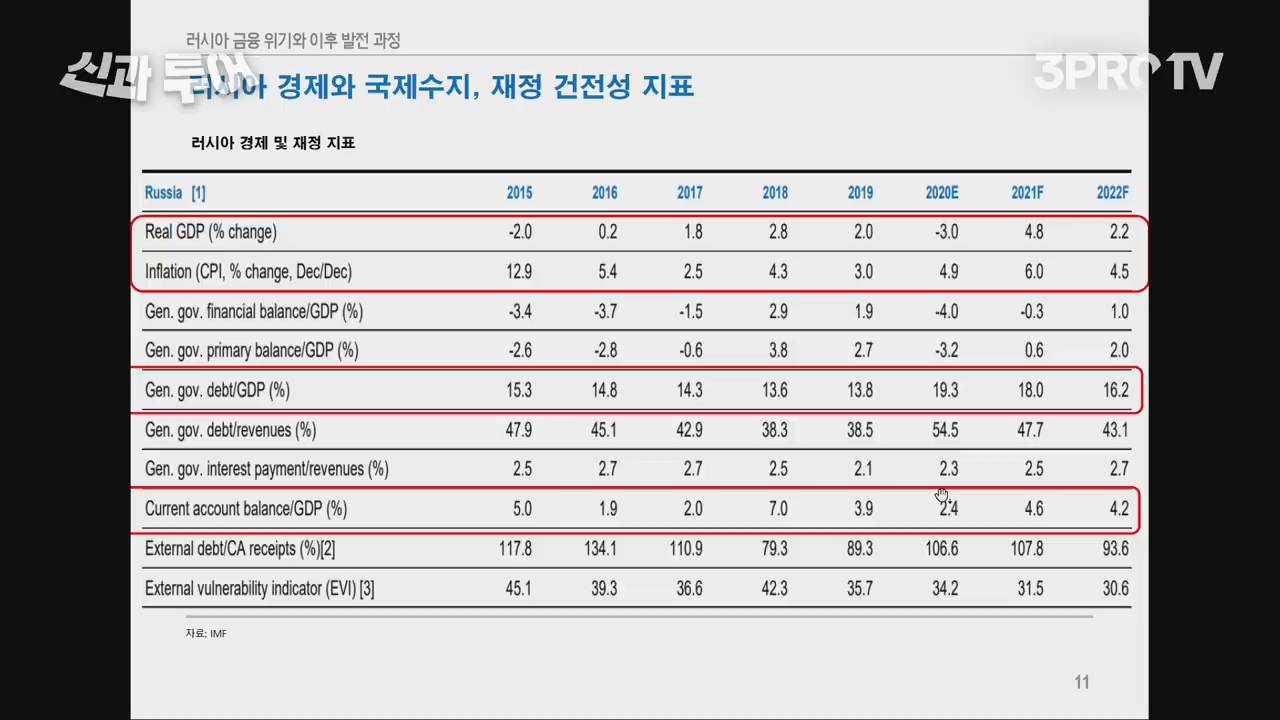 러시아 금융 위기와 이후 발전 과정
신과 투어
3PRO TV
러시아 경제와 국제수지, 재정 건전성 지표
러시아 경제 및 재정 지표
Russia [1] 2015 2016 2017 2018 2019 2020E 2021F 2022F
Real GDP (% change) -2.0 0.2 1.8 2.8 2.0 -3.0 4.8 2.2
Inflation (CPI, % change, Dec/Dec) 12.9 5.4 2.5 4.3 3.0 4.9 6.0 4.5
Gen. gov. financial balance/GDP (%) -3.4 -3.7 -1.5 2.9 1.9 -4.0 -0.3 1.0
Gen. gov. primary balance/GDP (%) -2.6 -2.8 -0.6 3.8 2.7 -3.2 0.6 2.0
Gen. gov. debt/GDP (%) 15.3 14.8 14.3 13.6 13.8 19.3 18.0 16.2
Gen. gov. debt/revenues (%) 47.9 45.1 42.9 38.3 38.5 54.5 47.7 43.1
Gen. gov. interest payment/revenues (%) 2.5 2.7 2.7 2.5 2.1 2.3 2.5 2.7
Current account balance/GDP (%) 5.0 1.9 2.0 7.0 3.9 2.4 4.6 4.2
External debt/CA receipts (%)[2] 117.8 134.1 110.9 79.3 89.3 106.6 107.8 93.6
External vulnerability indicator (EVI) [3] 45.1 39.3 36.6 42.3 35.7 34.2 31.5 30.6
자료: IMF
11